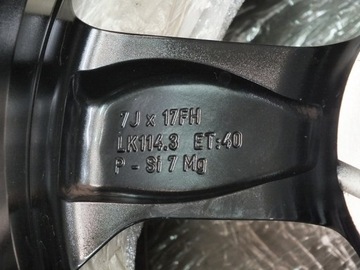 7J x 17FH
LK114.3 ET:40
P - Si 7 Mg